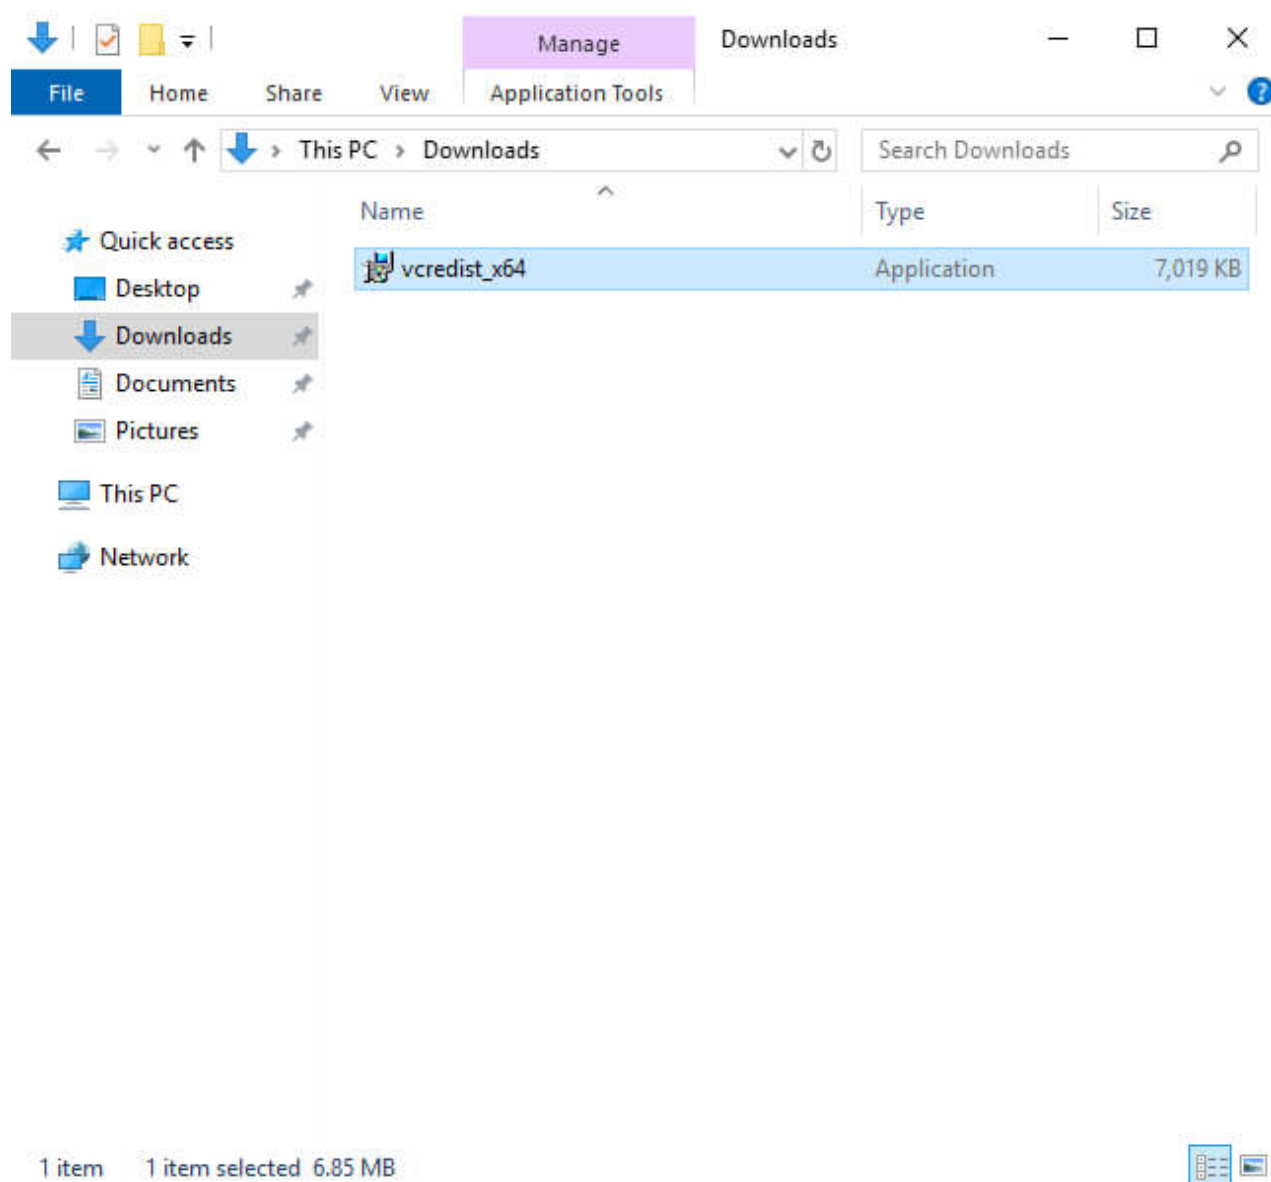 Manage Downloads
File Home Share View Application Tools
This PC Downloads Search Downloads
Name Type Size
Quick access
vcredist_x64 Application 7,019 KB
Desktop
Downloads
Documents
Pictures
This PC
Network
1 item 1 item selected 6.85 MB